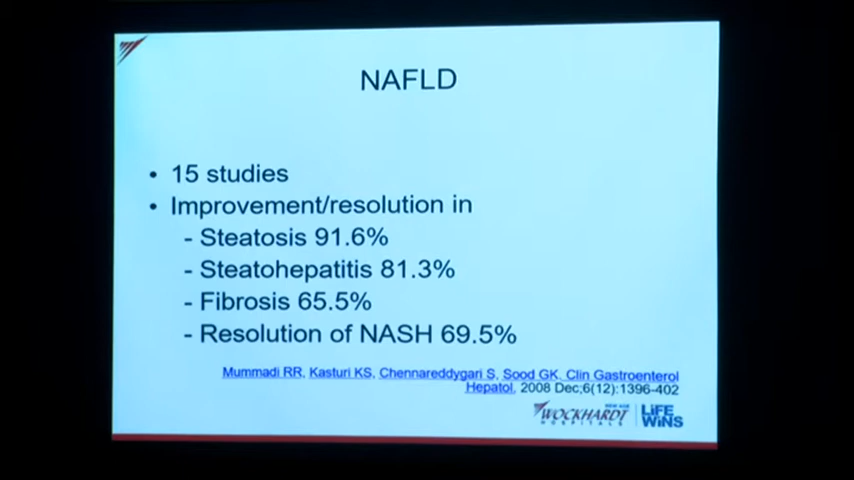 NAFLD
• 15 studies
• Improvement/resolution in
- Steatosis 91.6%
- Steatohepatitis 81.3%
- Fibrosis 65.5%
- Resolution of NASH 69.5%
Mummadi RR, Kasturi KS, Chennareddygari S, Sood GK. Clin Gastroenterol
Hepatol. 2008 Dec;6(12):1396-402
WOCKHARDT
HOSPITALS
LiFE
WiNS